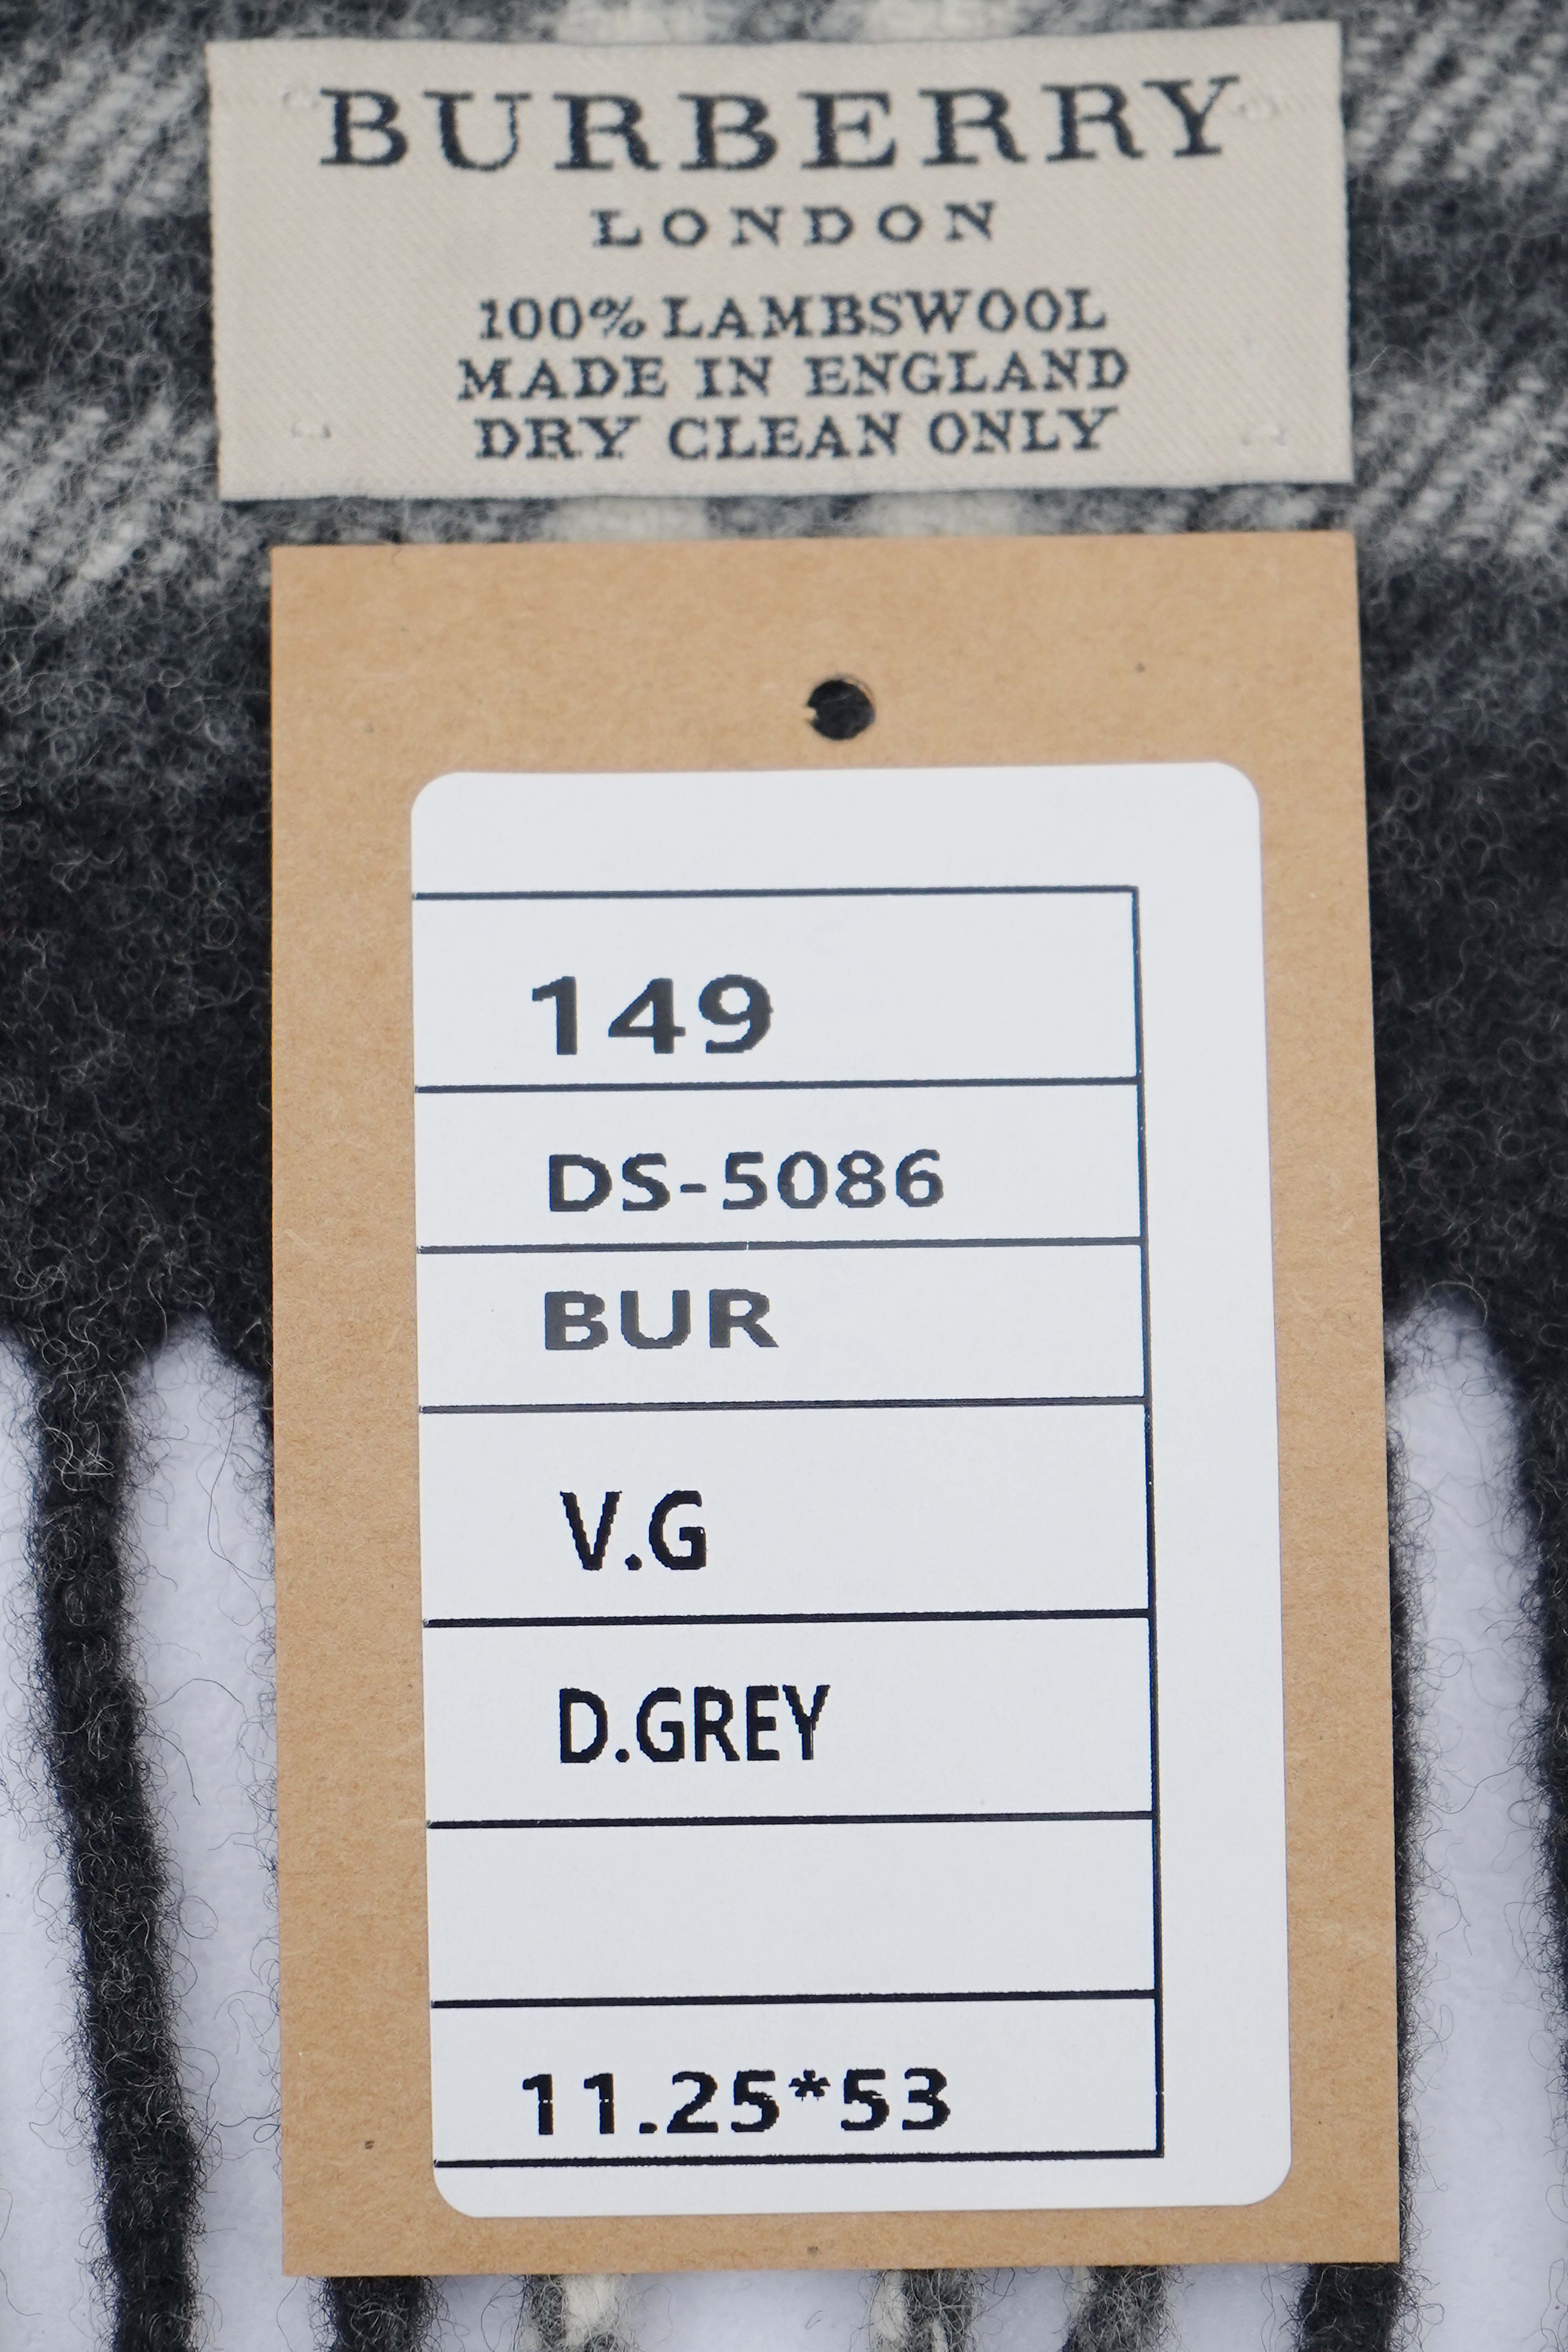 BURBERRY
LONDON
100% LAMBSWOOL
MADE IN ENGLAND
DRY CLEAN ONLY
149
DS-5086
BUR
V.G
D.GREY
11.25*53